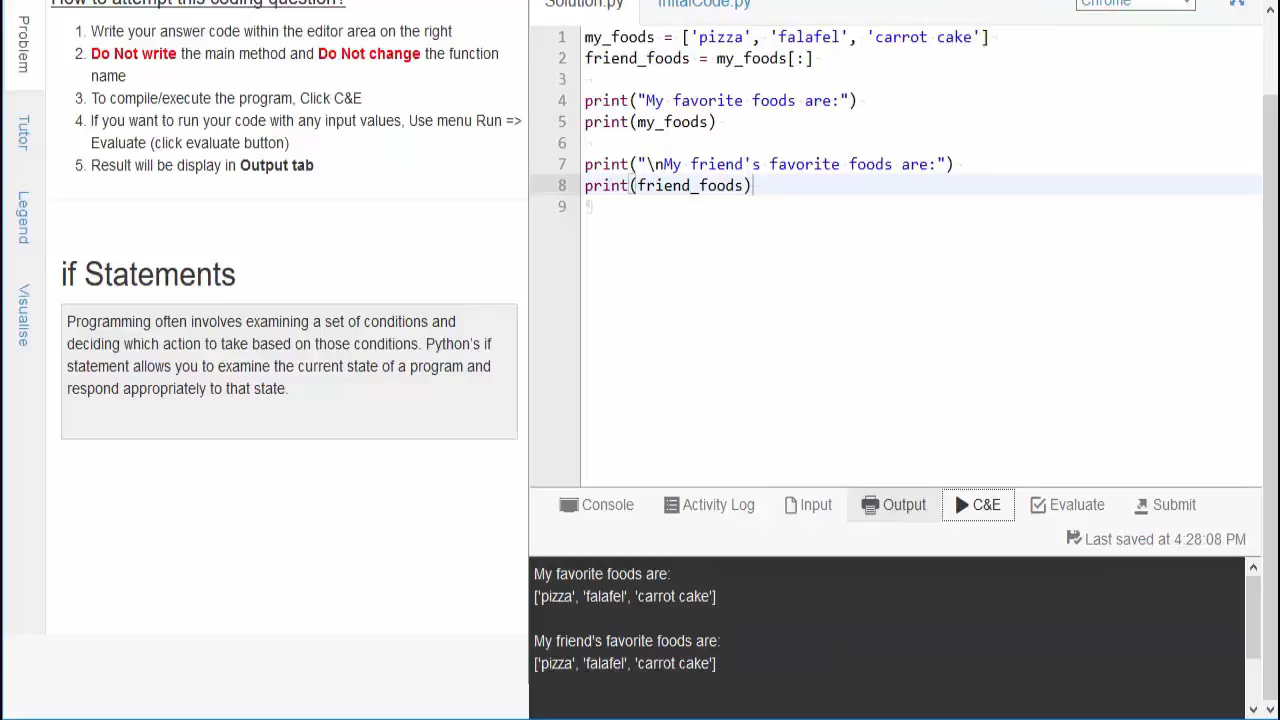 How to attempt this coding question?
1. Write your answer code within the editor area on the right
2. Do Not write the main method and Do Not change the function
name
3. To compile/execute the program, Click C&E
4. If you want to run your code with any input values, Use menu Run =>
Evaluate (click evaluate button)
5. Result will be display in Output tab
Problem
Tutor
Legend
Visualise
if Statements
Programming often involves examining a set of conditions and
deciding which action to take based on those conditions. Python's if
statement allows you to examine the current state of a program and
respond appropriately to that state.
Solution.py InitalCode.py Chrome
1 my_foods = ['pizza', 'falafel', 'carrot cake']
2 friend_foods = my_foods[:]
3
4 print("My favorite foods are:")
5 print(my_foods)
6
7 print("\nMy friend's favorite foods are:")
8 print(friend_foods)
9 ¶
Console Activity Log Input Output C&E Evaluate Submit
Last saved at 4:28:08 PM
My favorite foods are:
['pizza', 'falafel', 'carrot cake']
My friend's favorite foods are:
['pizza', 'falafel', 'carrot cake']